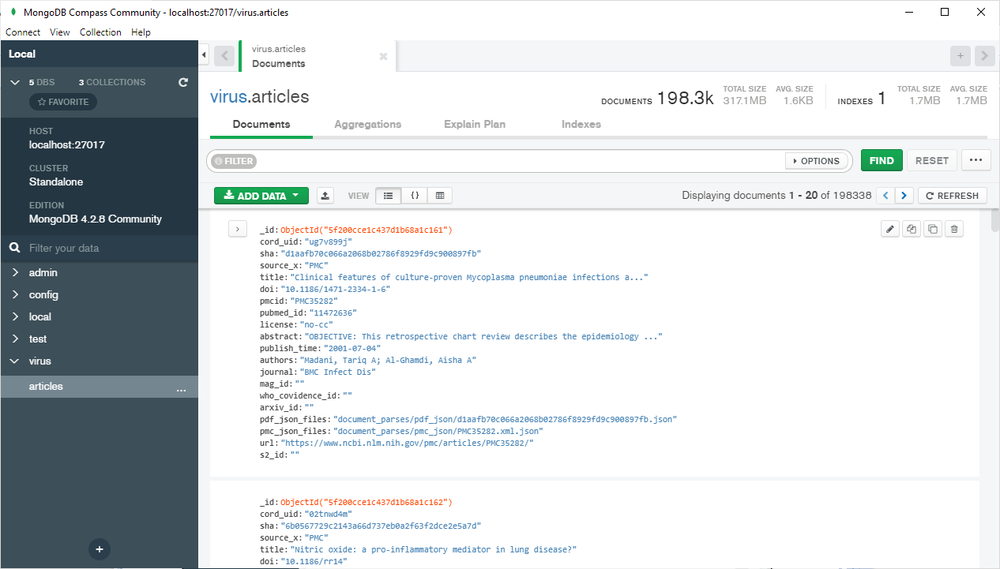 MongoDB Compass Community - localhost:27017/virus.articles
Connect View Collection Help
Local
5 DBS 3 COLLECTIONS
FAVORITE
HOST
localhost:27017
CLUSTER
Standalone
EDITION
MongoDB 4.2.8 Community
Filter your data
admin
config
local
test
virus
articles ...
virus.articles
Documents
virus.articles
DOCUMENTS 198.3k TOTAL SIZE 317.1MB AVG. SIZE 1.6KB INDEXES 1 TOTAL SIZE 1.7MB AVG. SIZE 1.7MB
Documents Aggregations Explain Plan Indexes
FILTER OPTIONS FIND RESET ...
ADD DATA VIEW {} Displaying documents 1 - 20 of 198338 < > REFRESH
_id: ObjectId("5f200cce1c437d1b68a1c161")
cord_uid: "ug7v899j"
sha: "d1aafb70c066a2068b02786f8929fd9c900897fb"
source_x: "PMC"
title: "Clinical features of culture-proven Mycoplasma pneumoniae infections a..."
doi: "10.1186/1471-2334-1-6"
pmcid: "PMC35282"
pubmed_id: "11472636"
license: "no-cc"
abstract: "OBJECTIVE: This retrospective chart review describes the epidemiology ..."
publish_time: "2001-07-04"
authors: "Madani, Tariq A; Al-Ghamdi, Aisha A"
journal: "BMC Infect Dis"
mag_id: ""
who_covidence_id: ""
arxiv_id: ""
pdf_json_files: "document_parses/pdf_json/d1aafb70c066a2068b02786f8929fd9c900897fb.json"
pmc_json_files: "document_parses/pmc_json/PMC35282.xml.json"
url: "https://www.ncbi.nlm.nih.gov/pmc/articles/PMC35282/"
s2_id: ""
_id: ObjectId("5f200cce1c437d1b68a1c162")
cord_uid: "02tnwd4m"
sha: "6b0567729c2143a66d737eb0a2f63f2dce2e5a7d"
source_x: "PMC"
title: "Nitric oxide: a pro-inflammatory mediator in lung disease?"
doi: "10.1186/rr14"